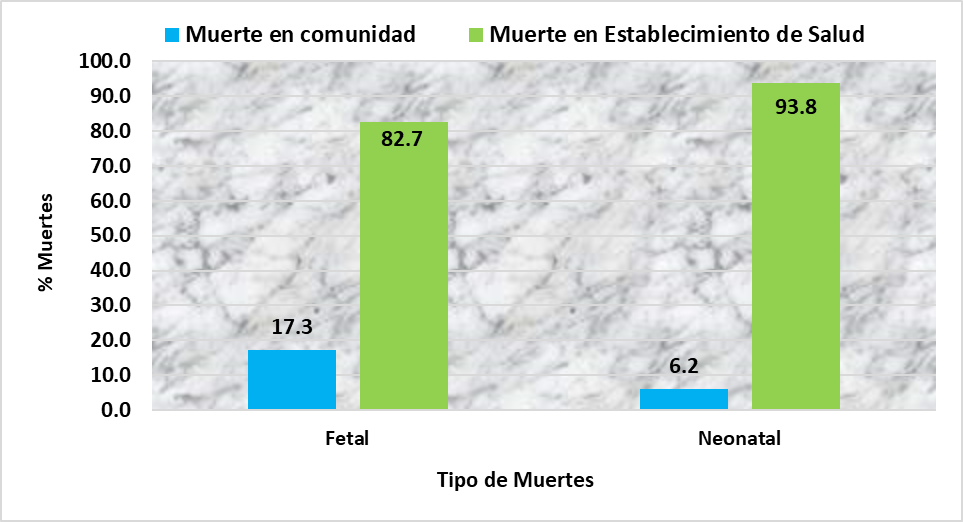 Muerte en comunidad
Muerte en Establecimiento de Salud
100.0
90.0
80.0
70.0
60.0
50.0
40.0
30.0
20.0
10.0
0.0
% Muertes
17.3
82.7
6.2
93.8
Fetal
Neonatal
Tipo de Muertes